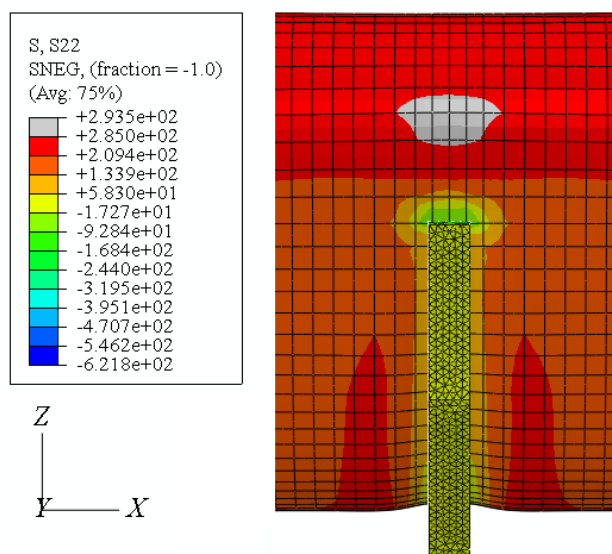 S, S22
SNEG, (fraction = -1.0)
(Avg: 75%)
+2.935e+02
+2.850e+02
+2.094e+02
+1.339e+02
+5.830e+01
-1.727e+01
-9.284e+01
-1.684e+02
-2.440e+02
-3.195e+02
-3.951e+02
-4.707e+02
-5.462e+02
-6.218e+02
Z
Y X